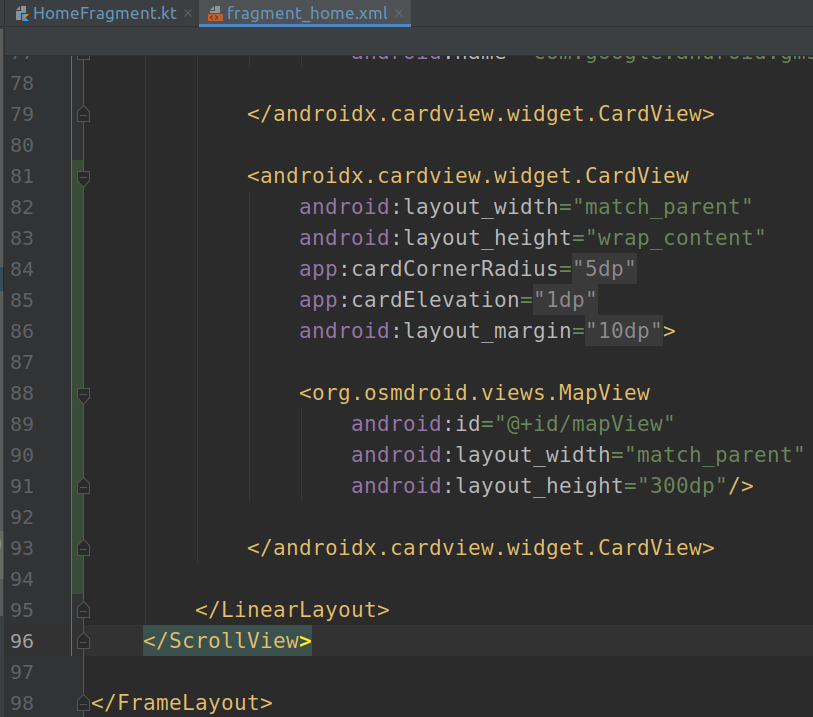 HomeFragment.kt × fragment_home.xml ×
78
79 </androidx.cardview.widget.CardView>
80
81 <androidx.cardview.widget.CardView
82 android:layout_width="match_parent"
83 android:layout_height="wrap_content"
84 app:cardCornerRadius="5dp"
85 app:cardElevation="1dp"
86 android:layout_margin="10dp">
87
88 <org.osmdroid.views.MapView
89 android:id="@+id/mapView"
90 android:layout_width="match_parent"
91 android:layout_height="300dp"/>
92
93 </androidx.cardview.widget.CardView>
94
95 </LinearLayout>
96 </ScrollView>
97
98 </FrameLayout>